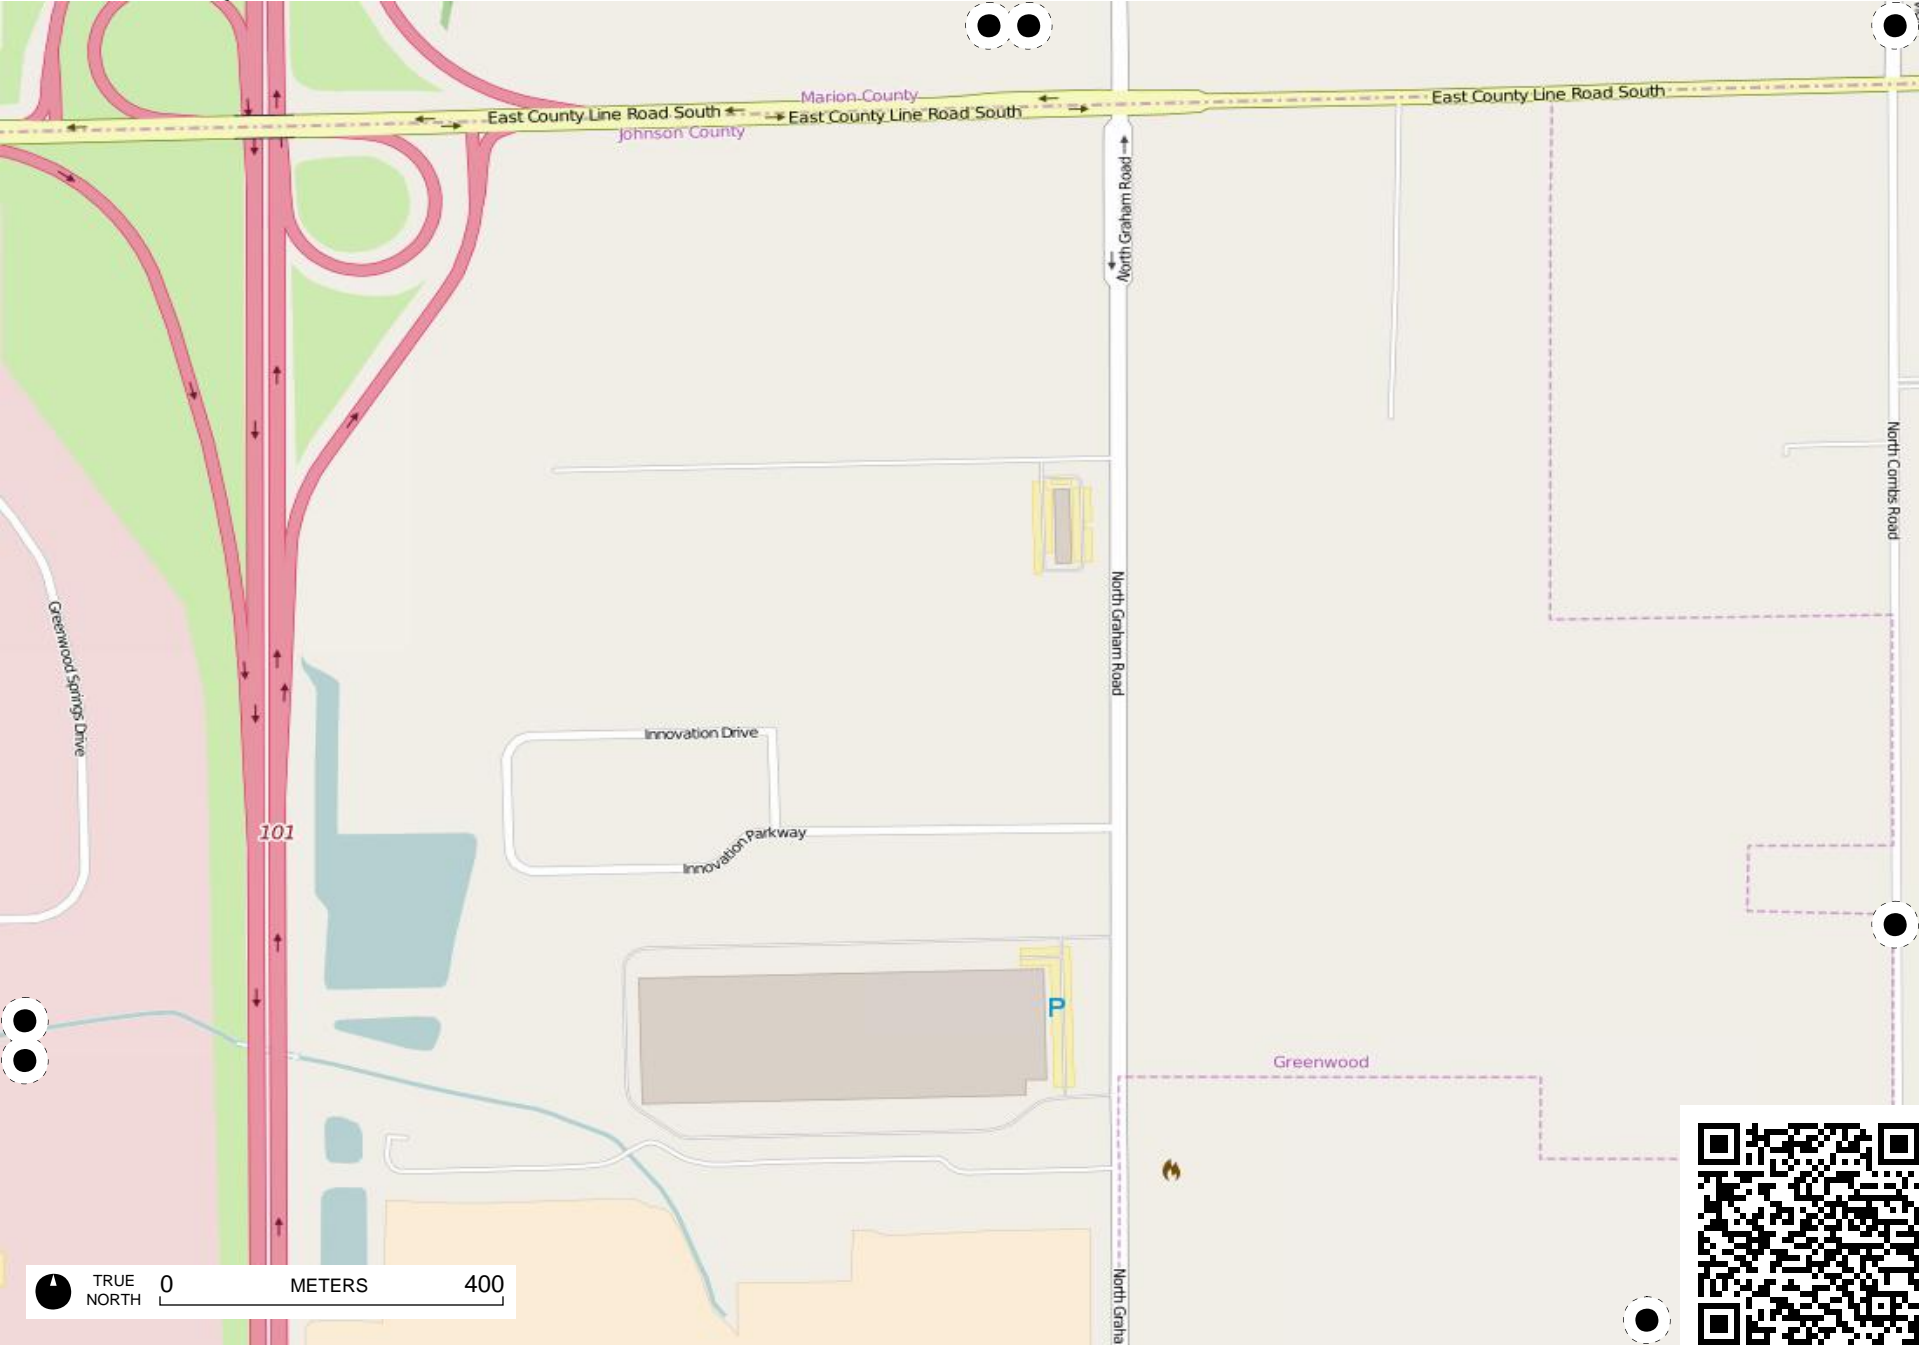 Marion County
East County Line Road South
East County Line Road South
East County Line Road South
Johnson County
North Graham Road
North Combs Road
North Graham Road
Greenwood Springs Drive
Innovation Drive
101
Innovation Parkway
P
Greenwood
North Graha
TRUE NORTH
0 METERS 400